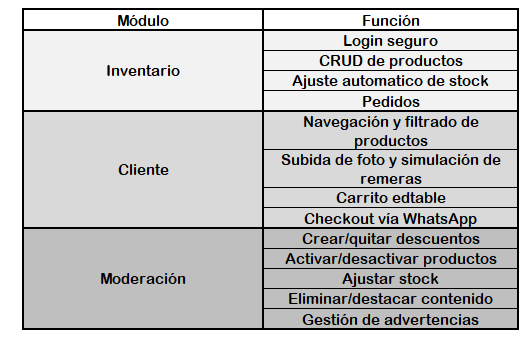 Módulo Función
Inventario
Login seguro
CRUD de productos
Ajuste automatico de stock
Pedidos
Cliente
Navegación y filtrado de
productos
Subida de foto y simulación de
remeras
Carrito edtable
Checkout vía WhatsApp
Moderación
Crear/quitar descuentos
Activar/desactivar productos
Ajustar stock
Eliminar/destacar contenido
Gestión de advertencias